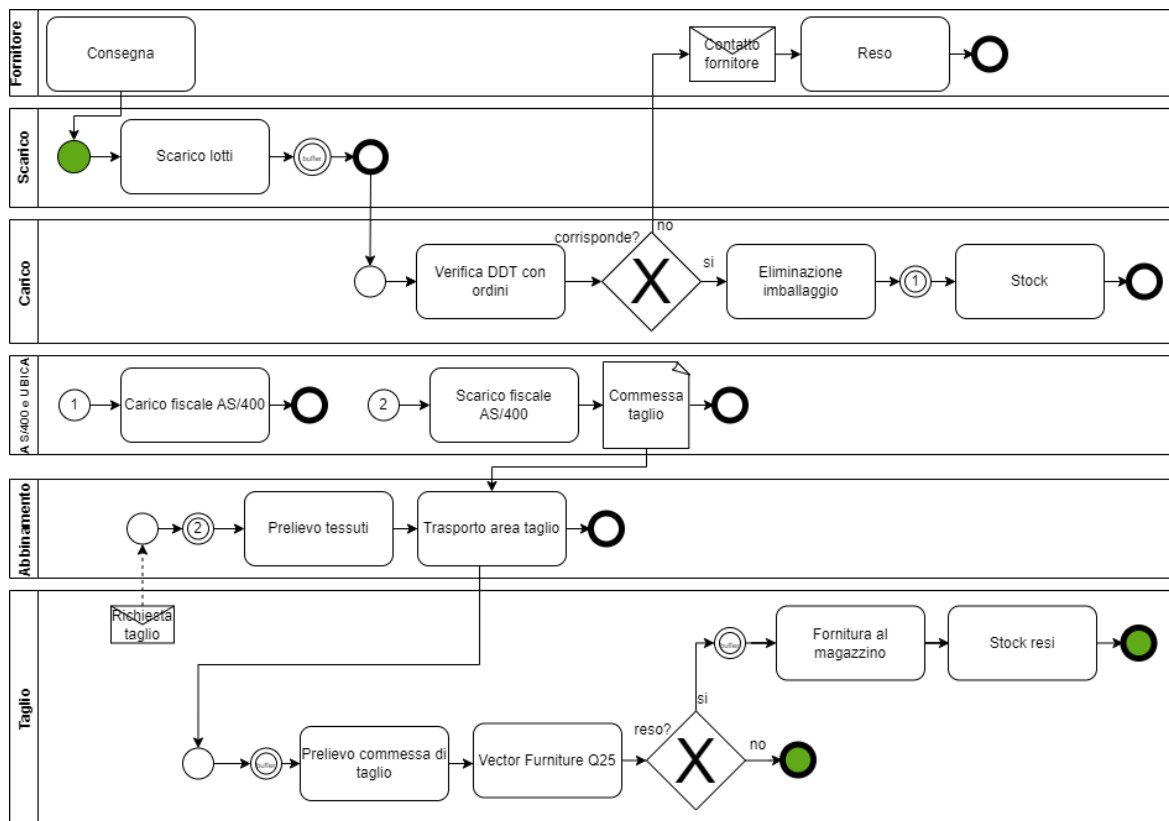 Fornitore
Consegna
Contatto
fornitore
Reso
Scarico
Scarico lotti
buffer
Carico
Verifica DDT con
ordini
corrisponde?
no
X
si
Eliminazione
imballaggio
1
Stock
AS/400 e UBICA
1
Carico fiscale AS/400
2
Scarico fiscale
AS/400
Commessa
taglio
Abbinamento
2
Prelievo tessuti
Trasporto area taglio
Richiesta
taglio
Taglio
buffer
Fornitura al
magazzino
Stock resi
si
buffer
Prelievo commessa di
taglio
Vector Furniture Q25
reso?
X
no